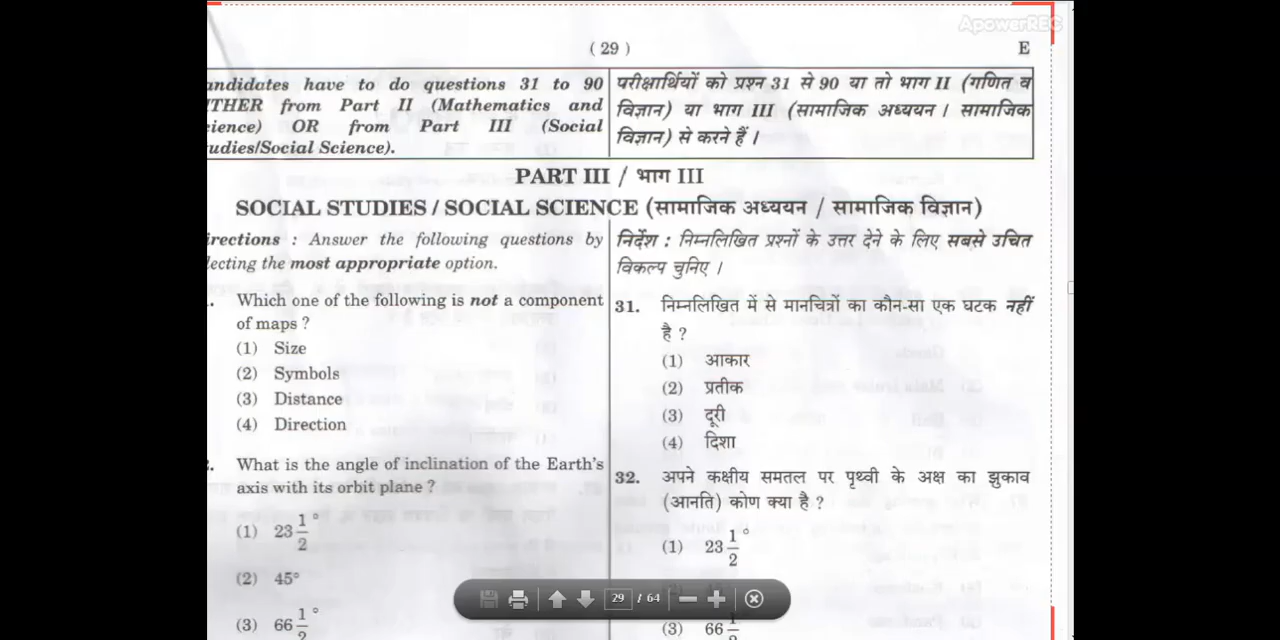 ApowerREC
( 29 )
E
andidates have to do questions 31 to 90
THER from Part II (Mathematics and
ience) OR from Part III (Social
udies/Social Science).
परीक्षार्थियों को प्रश्न 31 से 90 या तो भाग II (गणित व
विज्ञान) या भाग III (सामाजिक अध्ययन । सामाजिक
विज्ञान) से करने हैं ।
PART III / भाग III
SOCIAL STUDIES / SOCIAL SCIENCE (सामाजिक अध्ययन / सामाजिक विज्ञान)
irections : Answer the following questions by
lecting the most appropriate option.
. Which one of the following is not a component
of maps ?
(1) Size
(2) Symbols
(3) Distance
(4) Direction
. What is the angle of inclination of the Earth's
axis with its orbit plane ?
(1) 23 1/2°
(2) 45°
(3) 66 1/2°
निर्देश : निम्नलिखित प्रश्नों के उत्तर देने के लिए सबसे उचित
विकल्प चुनिए ।
31. निम्नलिखित में से मानचित्रों का कौन-सा एक घटक नहीं
है ?
(1) आकार
(2) प्रतीक
(3) दूरी
(4) दिशा
32. अपने कक्षीय समतल पर पृथ्वी के अक्ष का झुकाव
(आनति) कोण क्या है ?
(1) 23 1/2°
(3) 66 1/2°
29 / 64